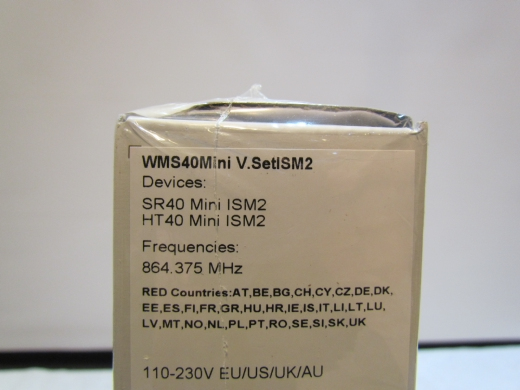 WMS40Mini V.SetISM2
Devices:
SR40 Mini ISM2
HT40 Mini ISM2
Frequencies:
864.375 MHz
RED Countries:AT,BE,BG,CH,CY,CZ,DE,DK,
EE,ES,FI,FR,GR,HU,HR,IE,IS,IT,LI,LT,LU,
LV,MT,NO,NL,PL,PT,RO,SE,SI,SK,UK
110-230V EU/US/UK/AU